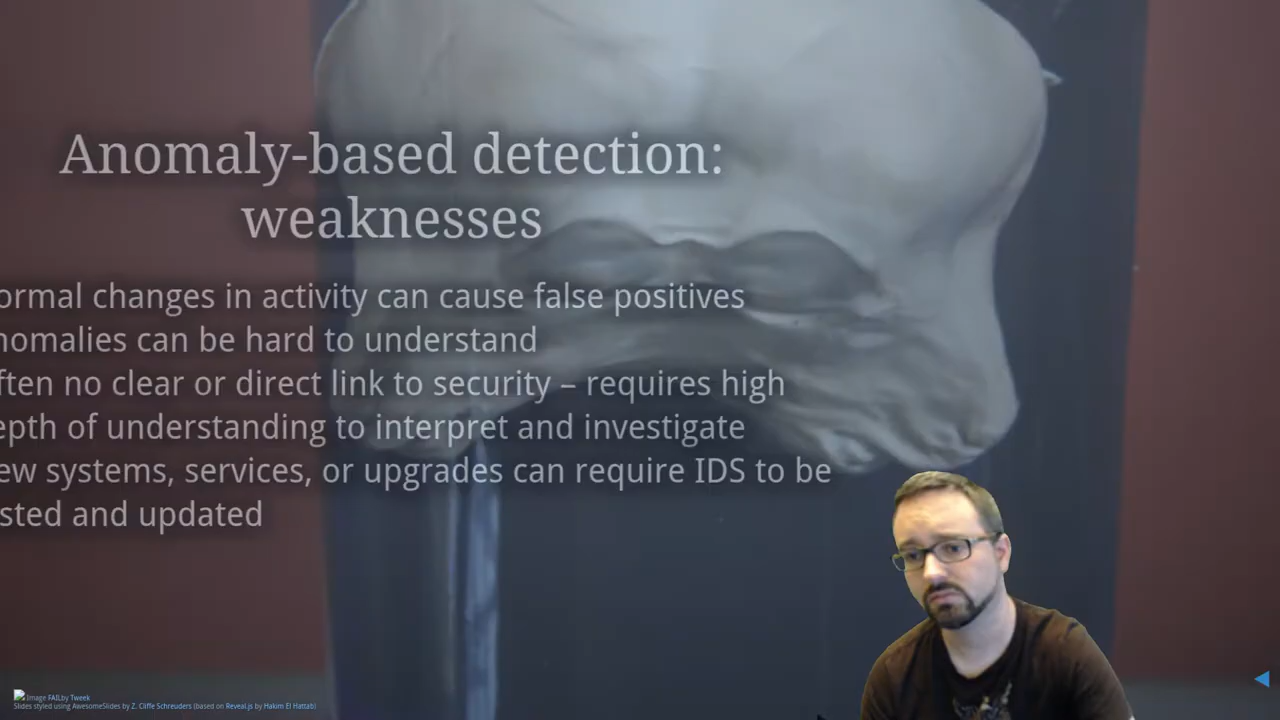 Anomaly-based detection:
weaknesses
ormal changes in activity can cause false positives
nomalies can be hard to understand
ften no clear or direct link to security – requires high
epth of understanding to interpret and investigate
ew systems, services, or upgrades can require IDS to be
sted and updated
Image FAILby Tweek
Slides styled using AwesomeSlides by Z. Cliffe Schreuders (based on Reveal.js by Hakim El Hattab)